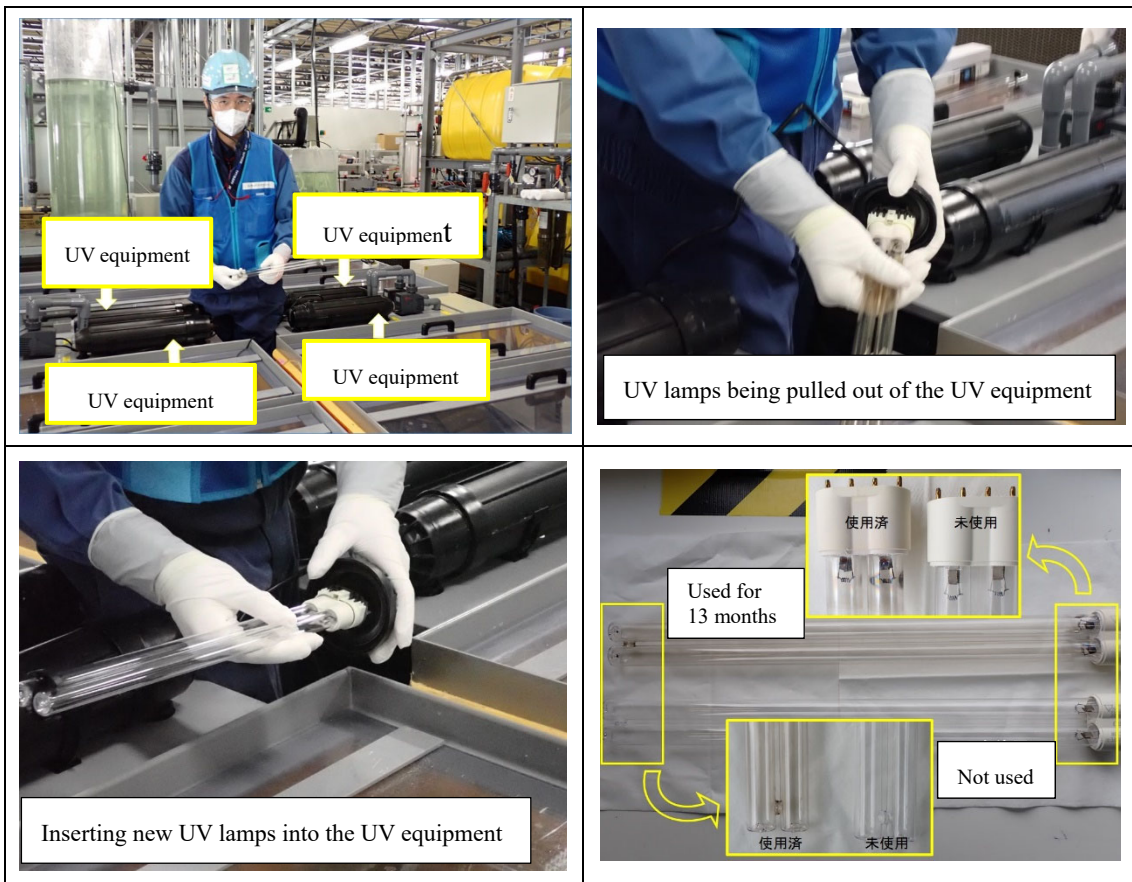 UV equipment
UV equipment
UV equipment
UV equipment
UV lamps being pulled out of the UV equipment
Inserting new UV lamps into the UV equipment
使用済
未使用
Used for
13 months
Not used
使用済
未使用